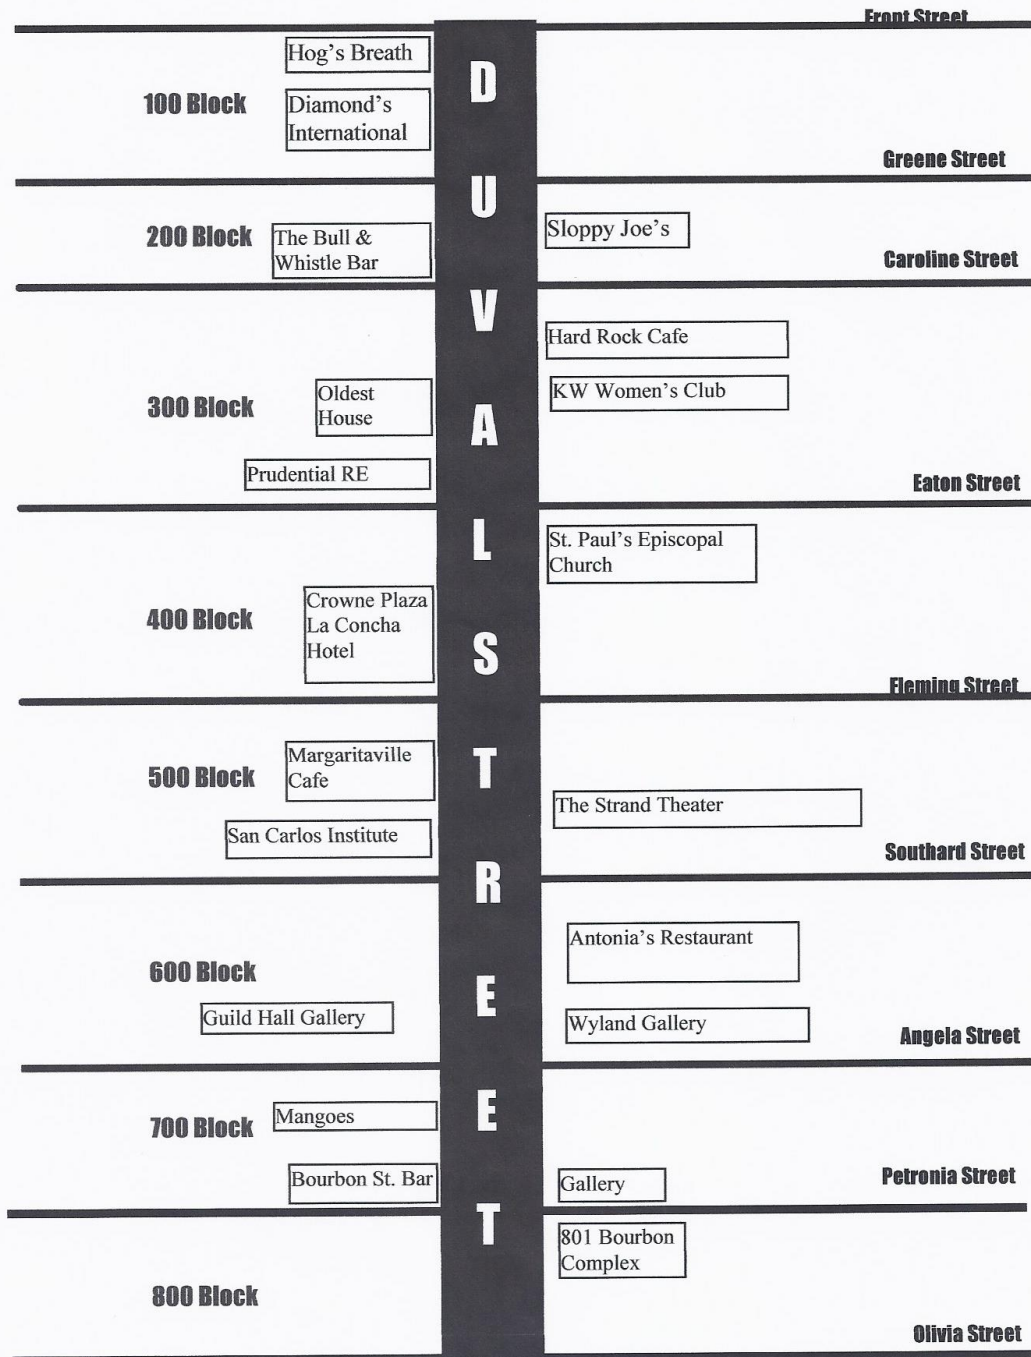 Front Street
Hog's Breath
100 Block
Diamond's
International
Greene Street
200 Block
The Bull &
Whistle Bar
Sloppy Joe's
Caroline Street
Hard Rock Cafe
300 Block
Oldest
House
KW Women's Club
Prudential RE
Eaton Street
St. Paul's Episcopal
Church
400 Block
Crowne Plaza
La Concha
Hotel
Fleming Street
500 Block
Margaritaville
Cafe
The Strand Theater
San Carlos Institute
Southard Street
Antonia's Restaurant
600 Block
Guild Hall Gallery
Wyland Gallery
Angela Street
700 Block
Mangoes
Bourbon St. Bar
Gallery
Petronia Street
801 Bourbon
Complex
800 Block
Olivia Street
DUVAL STREET